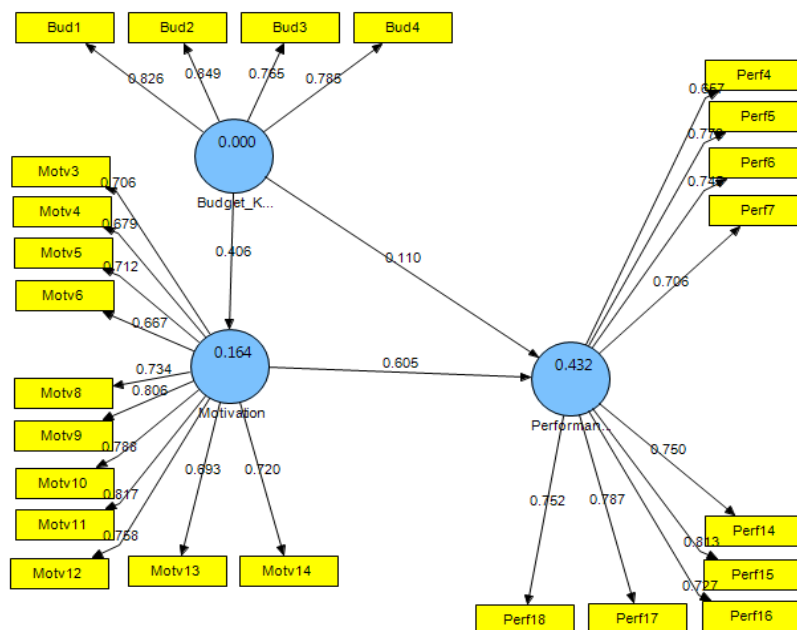 Bud1
Bud2
Bud3
Bud4
0.826
0.849
0.765
0.785
0.000
Budget_K...
Perf4
Perf5
Perf6
Perf7
0.706
Motv3
Motv4
Motv5
Motv6
0.706
0.679
0.712
0.667
0.406
0.110
0.164
Motivation
0.605
0.432
Performan...
Motv8
Motv9
Motv10
Motv11
Motv12
Motv13
Motv14
0.734
0.806
0.817
0.758
0.693
0.720
0.752
0.787
0.750
0.813
0.727
Perf14
Perf15
Perf16
Perf17
Perf18